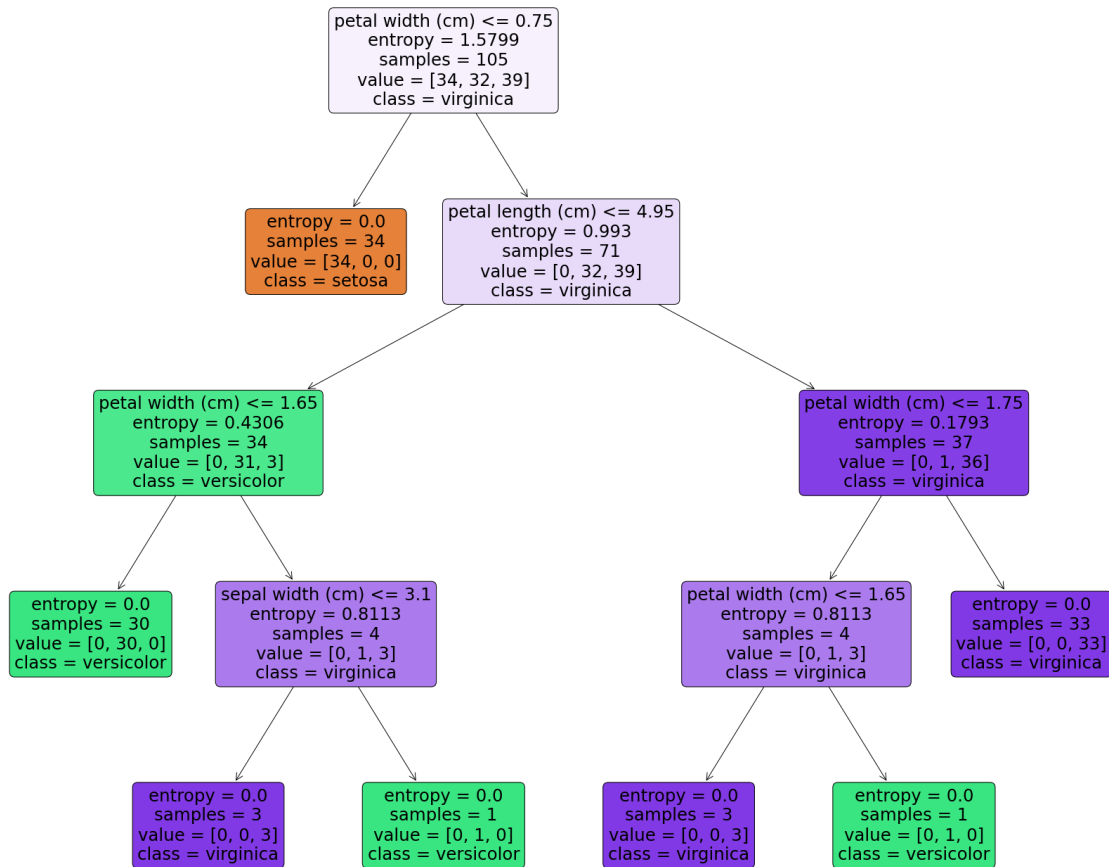 petal width (cm) <= 0.75
entropy = 1.5799
samples = 105
value = [34, 32, 39]
class = virginica
entropy = 0.0
samples = 34
value = [34, 0, 0]
class = setosa
petal length (cm) <= 4.95
entropy = 0.993
samples = 71
value = [0, 32, 39]
class = virginica
petal width (cm) <= 1.65
entropy = 0.4306
samples = 34
value = [0, 31, 3]
class = versicolor
petal width (cm) <= 1.75
entropy = 0.1793
samples = 37
value = [0, 1, 36]
class = virginica
entropy = 0.0
samples = 30
value = [0, 30, 0]
class = versicolor
sepal width (cm) <= 3.1
entropy = 0.8113
samples = 4
value = [0, 1, 3]
class = virginica
petal width (cm) <= 1.65
entropy = 0.8113
samples = 4
value = [0, 1, 3]
class = virginica
entropy = 0.0
samples = 33
value = [0, 0, 33]
class = virginica
entropy = 0.0
samples = 3
value = [0, 0, 3]
class = virginica
entropy = 0.0
samples = 1
value = [0, 1, 0]
class = versicolor
entropy = 0.0
samples = 3
value = [0, 0, 3]
class = virginica
entropy = 0.0
samples = 1
value = [0, 1, 0]
class = versicolor